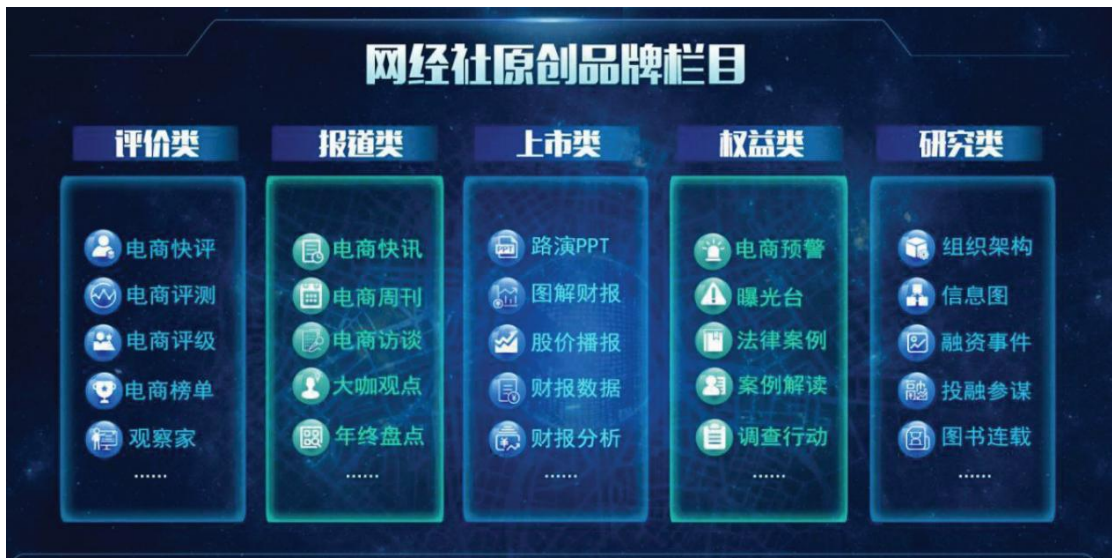 网经社原创品牌栏目
评价类
电商快评
电商评测
电商评级
电商榜单
观察家
......
报道类
电商快讯
电商周刊
电商访谈
大咖观点
年终盘点
......
上市类
PPT
路演PPT
图解财报
股价播报
财报数据
财报分析
......
权益类
电商预警
曝光台
法律案例
案例解读
调查行动
......
研究类
组织架构
信息图
融资事件
融
投融参谋
图书连载
......